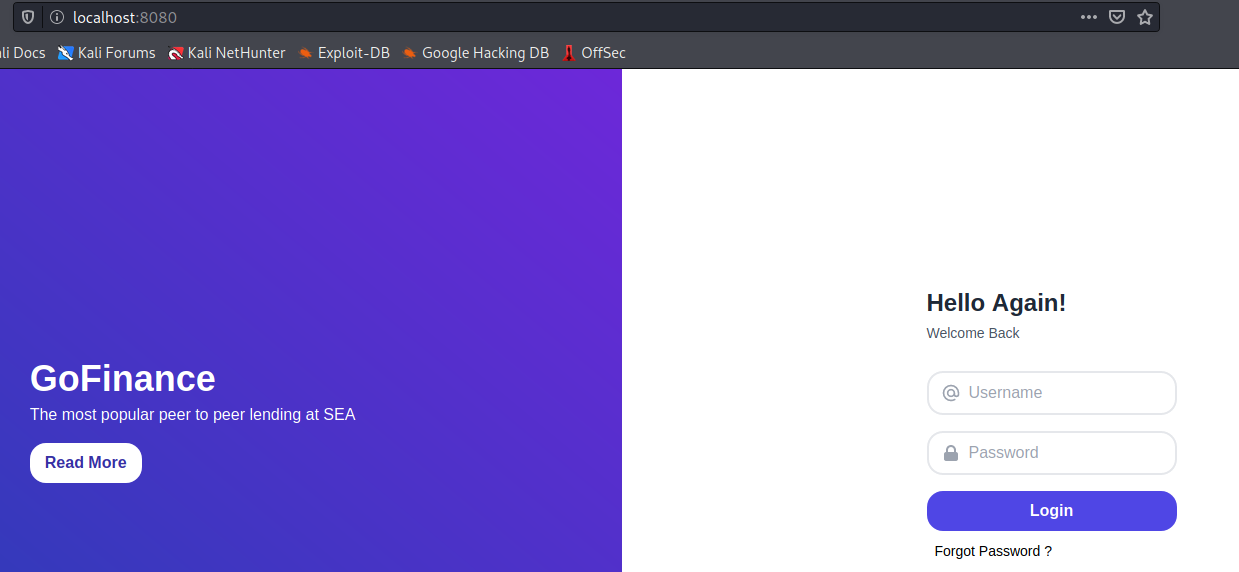 localhost:8080
li Docs Kali Forums Kali NetHunter Exploit-DB Google Hacking DB OffSec
GoFinance
The most popular peer to peer lending at SEA
Read More
Hello Again!
Welcome Back
Username
Password
Login
Forgot Password ?